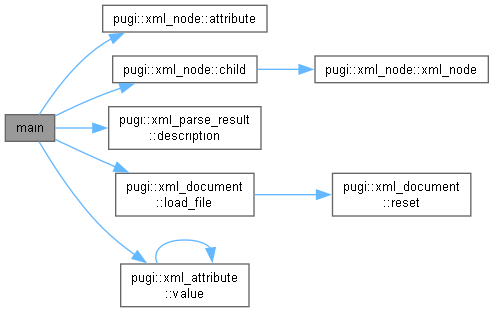 pugi::xml_node::attribute
pugi::xml_node::child
pugi::xml_node::xml_node
main
pugi::xml_parse_result
::description
pugi::xml_document
::load_file
pugi::xml_document
::reset
pugi::xml_attribute
::value